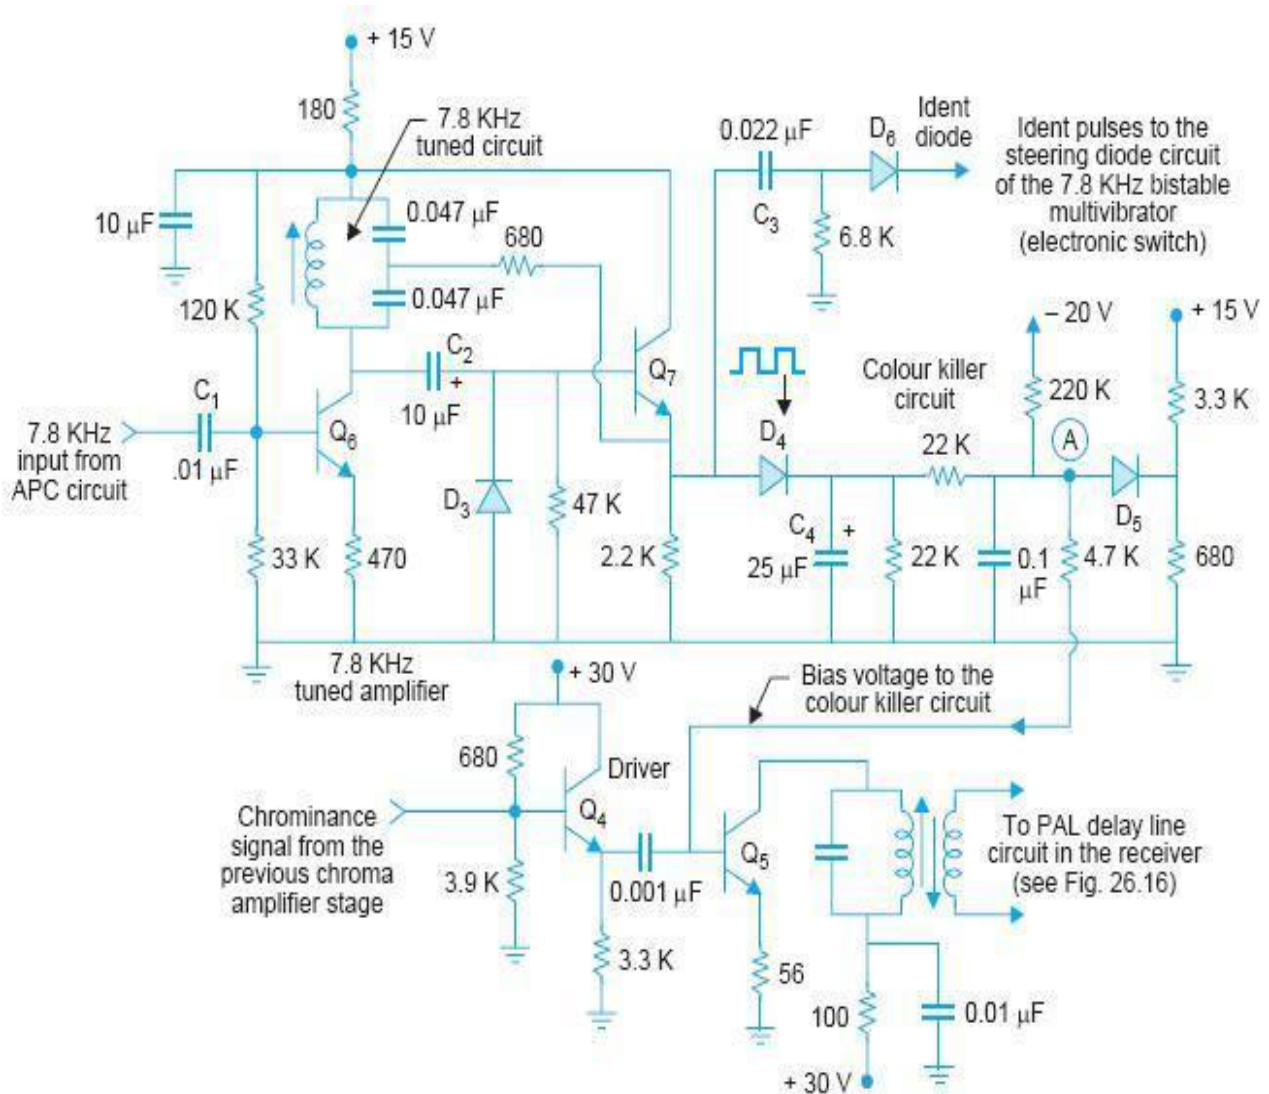 + 15 V
180
7.8 KHz
tuned circuit
10 μF
0.047 μF
680
0.047 μF
120 K
C1
.01 μF
7.8 KHz
input from
APC circuit
Q6
C2
+
10 μF
D3
47 K
33 K
470
Q7
2.2 K
7.8 KHz
tuned amplifier
0.022 μF
C3
D6
Ident
diode
6.8 K
Ident pulses to the
steering diode circuit
of the 7.8 KHz bistable
multivibrator
(electronic switch)
D4
Colour killer
circuit
22 K
C4
+
25 μF
22 K
0.1
μF
– 20 V
220 K
A
4.7 K
D5
+ 15 V
3.3 K
680
Bias voltage to the
colour killer circuit
+ 30 V
680
Driver
Q4
Chrominance
signal from the
previous chroma
amplifier stage
3.9 K
0.001 μF
3.3 K
Q5
56
To PAL delay line
circuit in the receiver
(see Fig. 26.16)
100
0.01 μF
+ 30 V